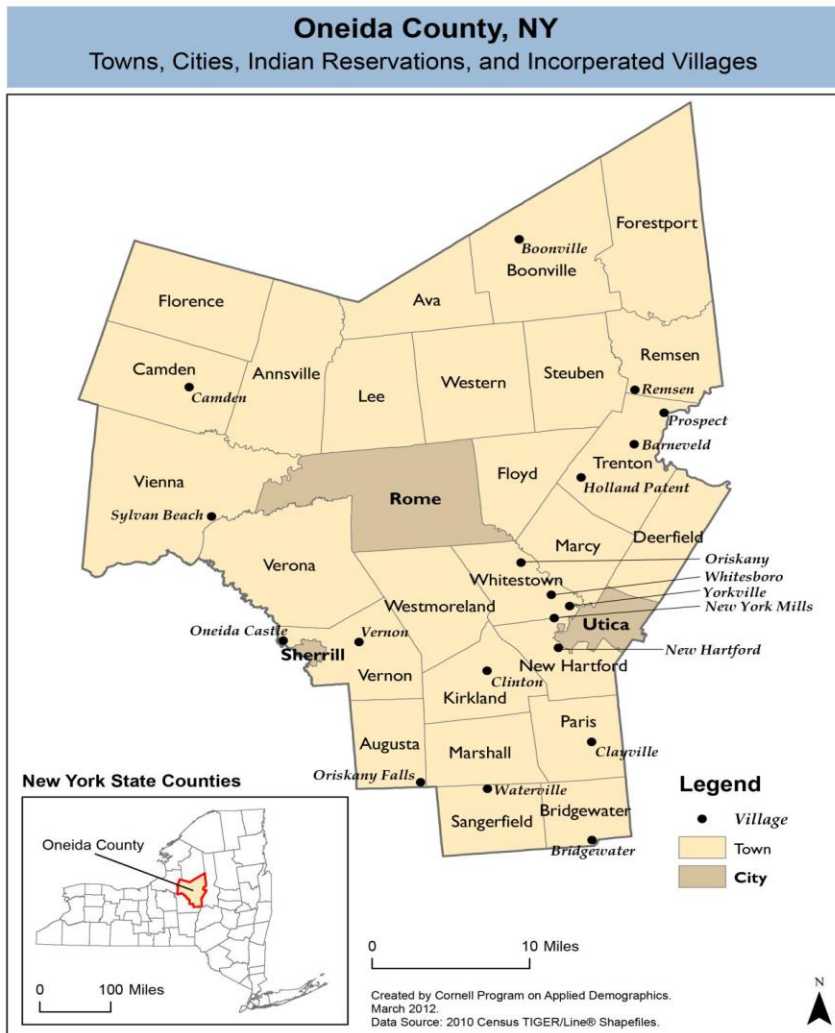 Oneida County, NY
Towns, Cities, Indian Reservations, and Incorperated Villages
Forestport
Boonville
Boonville
Florence
Ava
Camden
Camden
Annsville
Lee
Western
Steuben
Remsen
Remsen
Prospect
Barneveld
Trenton
Holland Patent
Floyd
Vienna
Rome
Sylvan Beach
Marcy
Deerfield
Oriskany
Verona
Whitestown
Whitesboro
Yorkville
New York Mills
Westmoreland
Utica
Oneida Castle
Vernon
Sherrill
New Hartford
New Hartford
Vernon
Clinton
Kirkland
Paris
Augusta
Marshall
Clayville
Oriskany Falls
Waterville
Bridgewater
Sangerfield
Bridgewater
New York State Counties
Oneida County
0 100 Miles
Legend
Village
Town
City
0 10 Miles
N
Created by Cornell Program on Applied Demographics.
March 2012.
Data Source: 2010 Census TIGER/Line® Shapefiles.